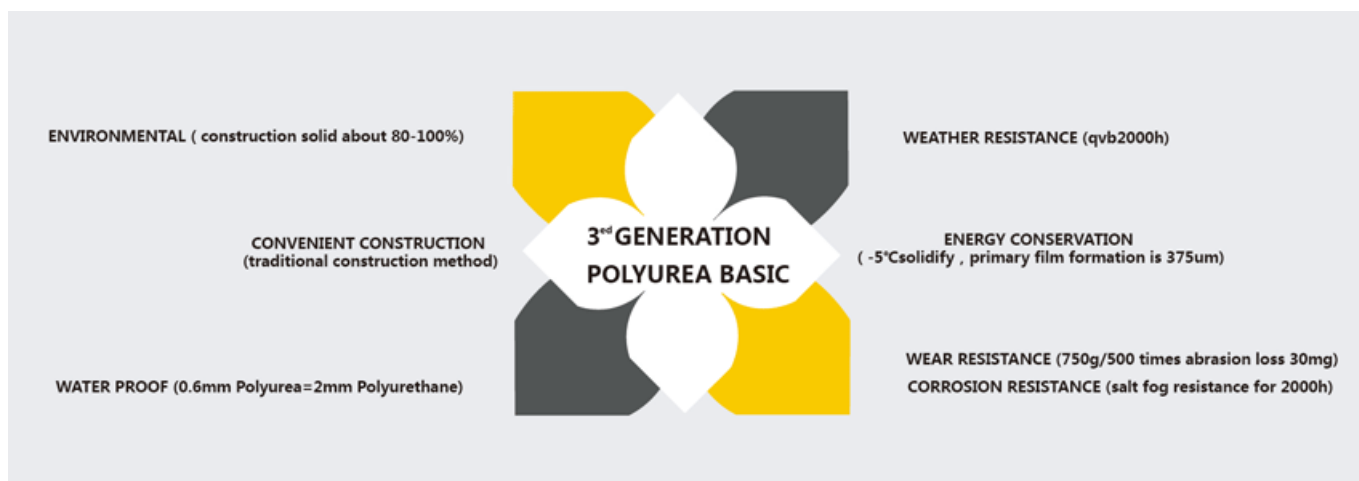 ENVIRONMENTAL ( construction solid about 80-100%)
CONVENIENT CONSTRUCTION
(traditional construction method)
WATER PROOF (0.6mm Polyurea=2mm Polyurethane)
3ed GENERATION
POLYUREA BASIC
WEATHER RESISTANCE (qvb2000h)
ENERGY CONSERVATION
( -5℃solidify , primary film formation is 375um)
WEAR RESISTANCE (750g/500 times abrasion loss 30mg)
CORROSION RESISTANCE (salt fog resistance for 2000h)